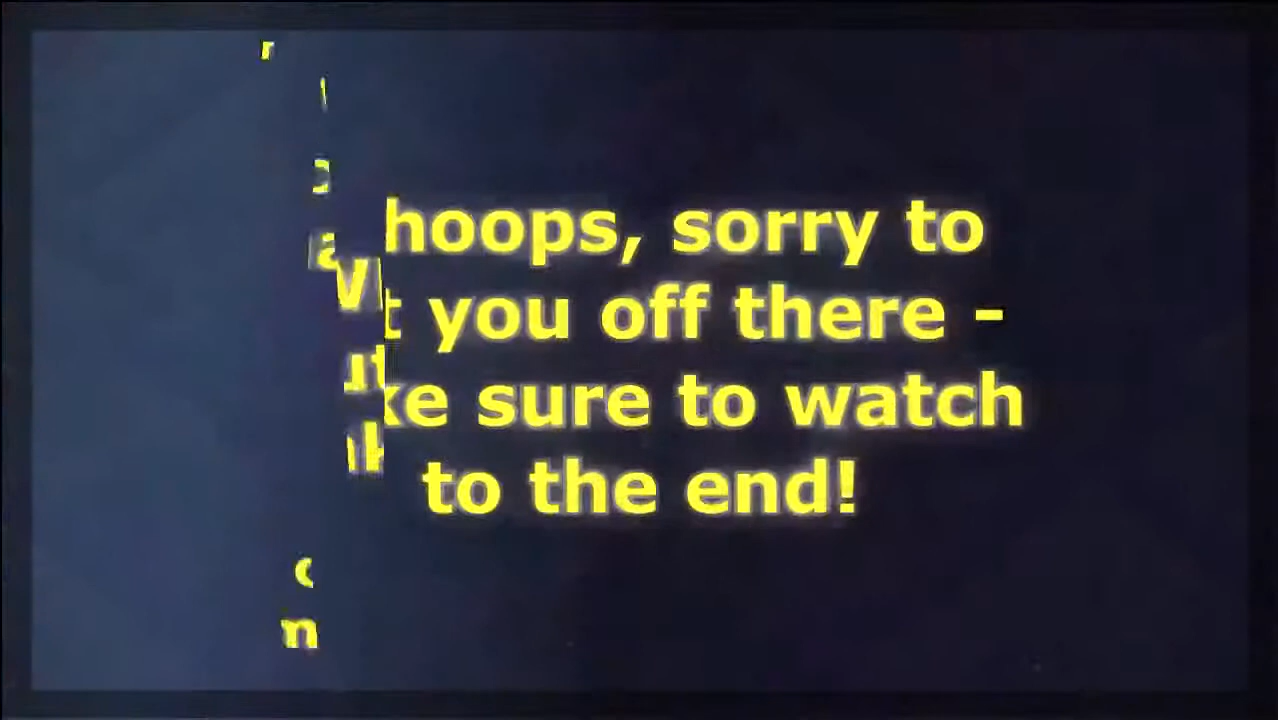 hoops, sorry to
t you off there -
ke sure to watch
to the end!